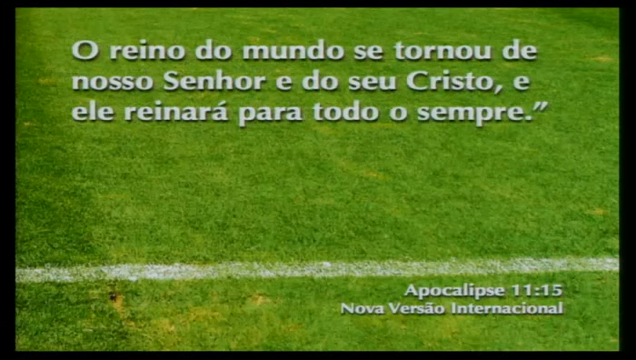 O reino do mundo se tornou de
nosso Senhor e do seu Cristo, e
ele reinará para todo o sempre.”
Apocalipse 11:15
Nova Versão Internacional